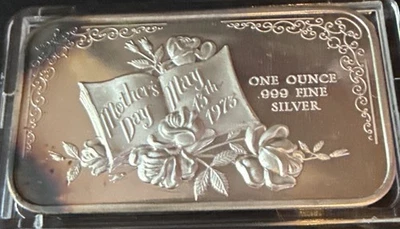 Mother's
Day
May
13th
1973
ONE OUNCE
.999 FINE
SILVER